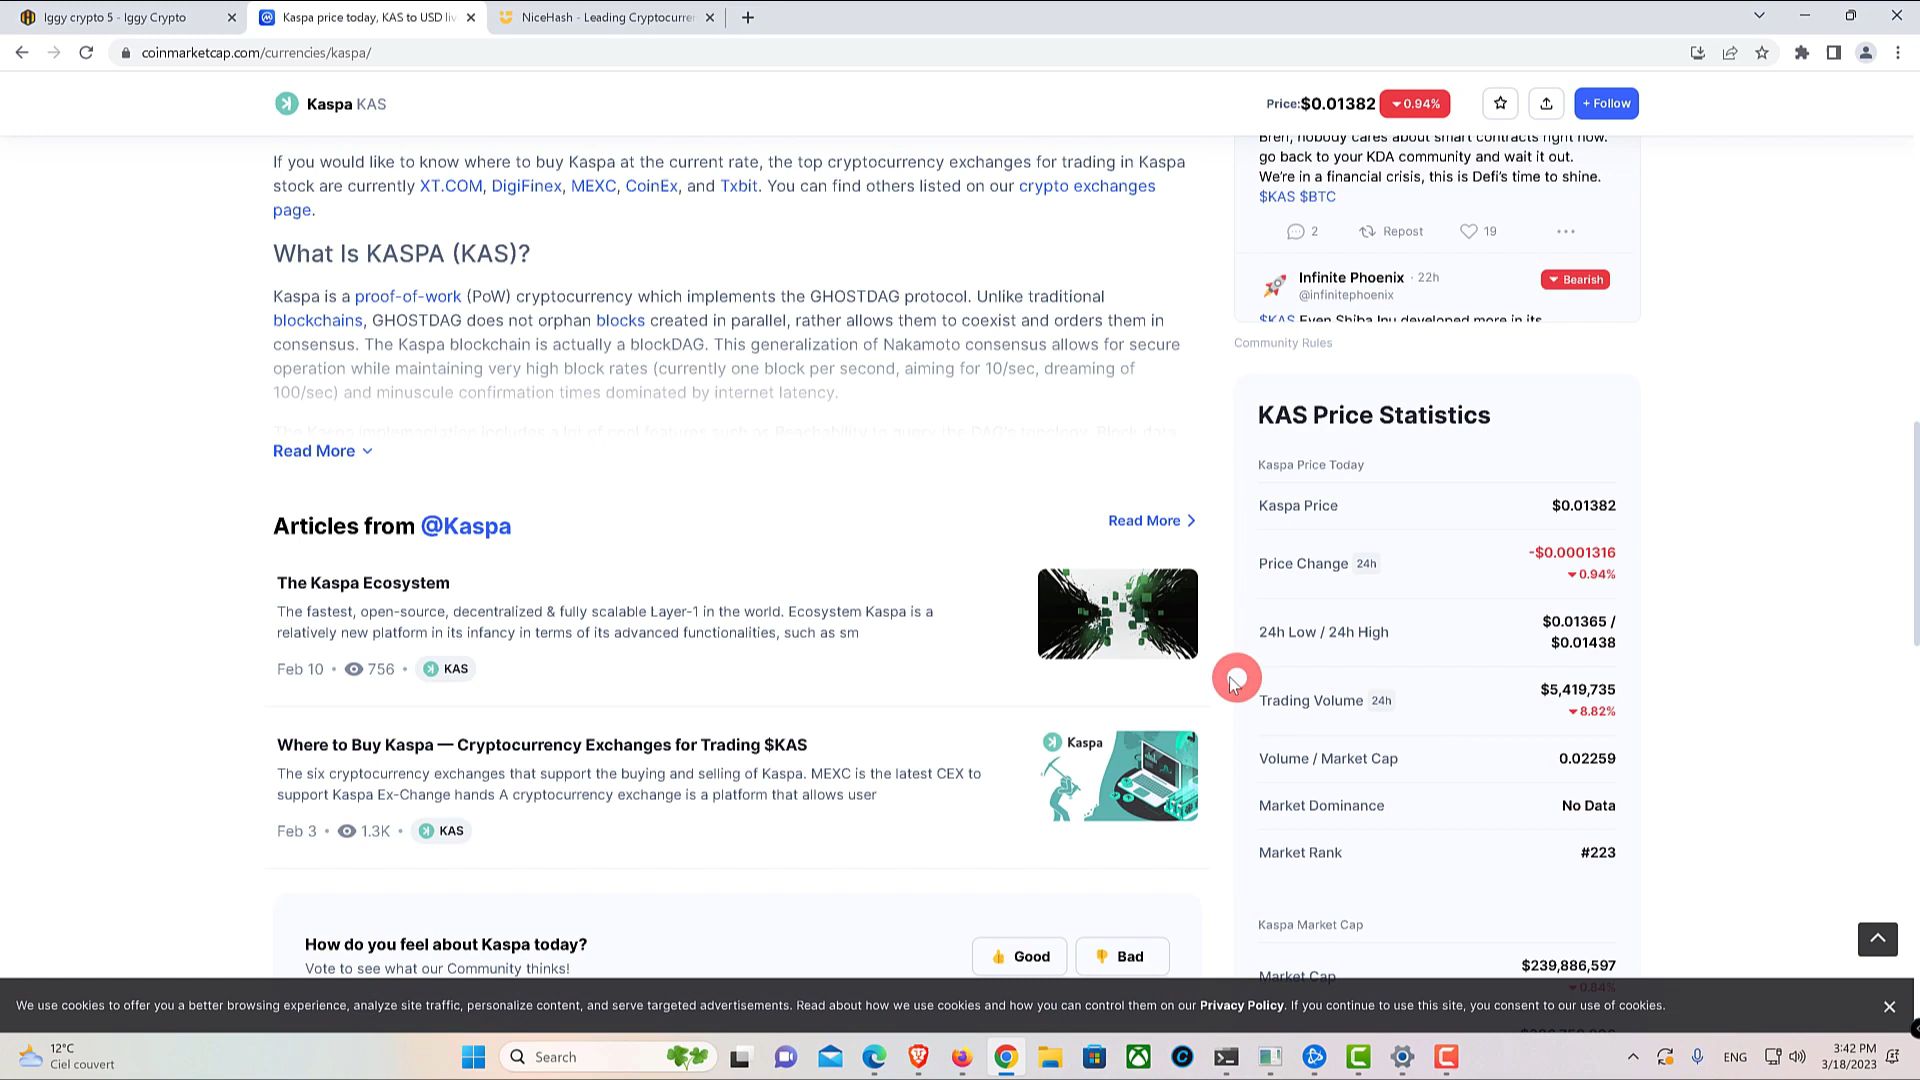 Iggy crypto 5 - Iggy Crypto
Kaspa price today, KAS to USD liv
NiceHash - Leading Cryptocurre
coinmarketcap.com/currencies/kaspa/
Kaspa KAS
Price:$0.01382
0.94%
+ Follow
If you would like to know where to buy Kaspa at the current rate, the top cryptocurrency exchanges for trading in Kaspa
stock are currently XT.COM, DigiFinex, MEXC, CoinEx, and Txbit. You can find others listed on our crypto exchanges
page.
What Is KASPA (KAS)?
Kaspa is a proof-of-work (PoW) cryptocurrency which implements the GHOSTDAG protocol. Unlike traditional
blockchains, GHOSTDAG does not orphan blocks created in parallel, rather allows them to coexist and orders them in
consensus. The Kaspa blockchain is actually a blockDAG. This generalization of Nakamoto consensus allows for secure
operation while maintaining very high block rates (currently one block per second, aiming for 10/sec, dreaming of
100/sec) and minuscule confirmation times dominated by internet latency.
The Kaspa implementation includes a lot of cool features such as Reachability to query the DAG's topology, Block data
Read More
Articles from @Kaspa
Read More
The Kaspa Ecosystem
The fastest, open-source, decentralized & fully scalable Layer-1 in the world. Ecosystem Kaspa is a
relatively new platform in its infancy in terms of its advanced functionalities, such as sm
Feb 10 • 756 • KAS
Where to Buy Kaspa — Cryptocurrency Exchanges for Trading $KAS
The six cryptocurrency exchanges that support the buying and selling of Kaspa. MEXC is the latest CEX to
support Kaspa Ex-Change hands A cryptocurrency exchange is a platform that allows user
Feb 3 • 1.3K • KAS
Kaspa
How do you feel about Kaspa today?
Vote to see what our Community thinks!
Good
Bad
Bren, nobody cares about smart contracts right now.
go back to your KDA community and wait it out.
We're in a financial crisis, this is Defi's time to shine.
$KAS $BTC
2
Repost
19
Infinite Phoenix · 22h
@infinitephoenix
Bearish
$KAS Even Shiba Inu developed more in its
Community Rules
KAS Price Statistics
Kaspa Price Today
Kaspa Price $0.01382
Price Change 24h -$0.0001316
0.94%
24h Low / 24h High $0.01365 /
$0.01438
Trading Volume 24h $5,419,735
8.82%
Volume / Market Cap 0.02259
Market Dominance No Data
Market Rank #223
Kaspa Market Cap
Market Cap $239,886,597
0.84%
We use cookies to offer you a better browsing experience, analyze site traffic, personalize content, and serve targeted advertisements. Read about how we use cookies and how you can control them on our Privacy Policy. If you continue to use this site, you consent to our use of cookies.
12°C
Ciel couvert
Search
ENG
3:42 PM
3/18/2023